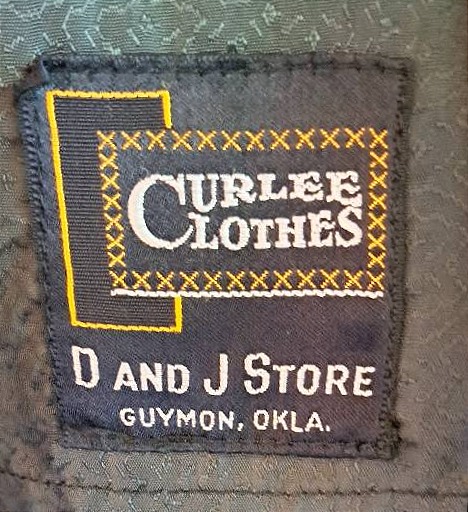 CURLEE
CLOTHES
D AND J STORE
GUYMON, OKLA.